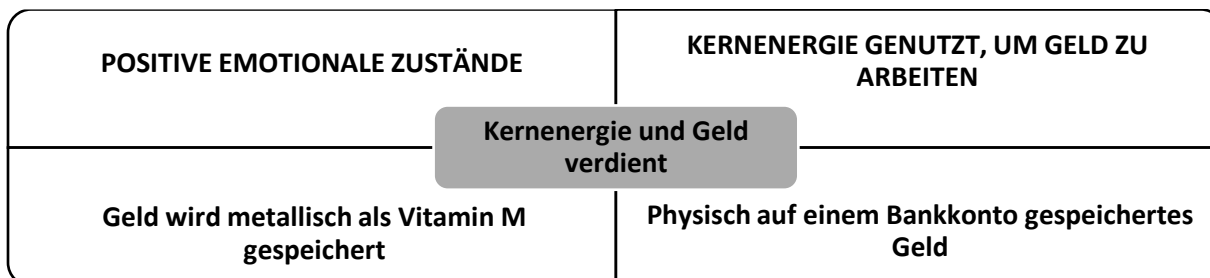 POSITIVE EMOTIONALE ZUSTÄNDE
KERNENERGIE GENUTZT, UM GELD ZU
ARBEITEN
Kernenergie und Geld
verdient
Geld wird metallisch als Vitamin M
gespeichert
Physisch auf einem Bankkonto gespeichertes
Geld